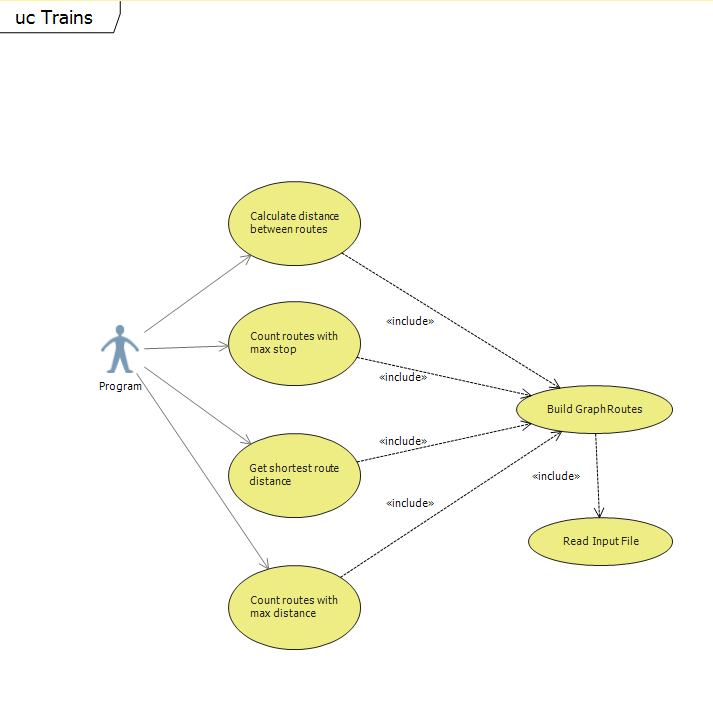 uc Trains
Calculate distance
between routes
«include»
Count routes with
max stop
«include»
Program
Build GraphRoutes
«include»
Get shortest route
distance
«include»
«include»
Read Input File
Count routes with
max distance